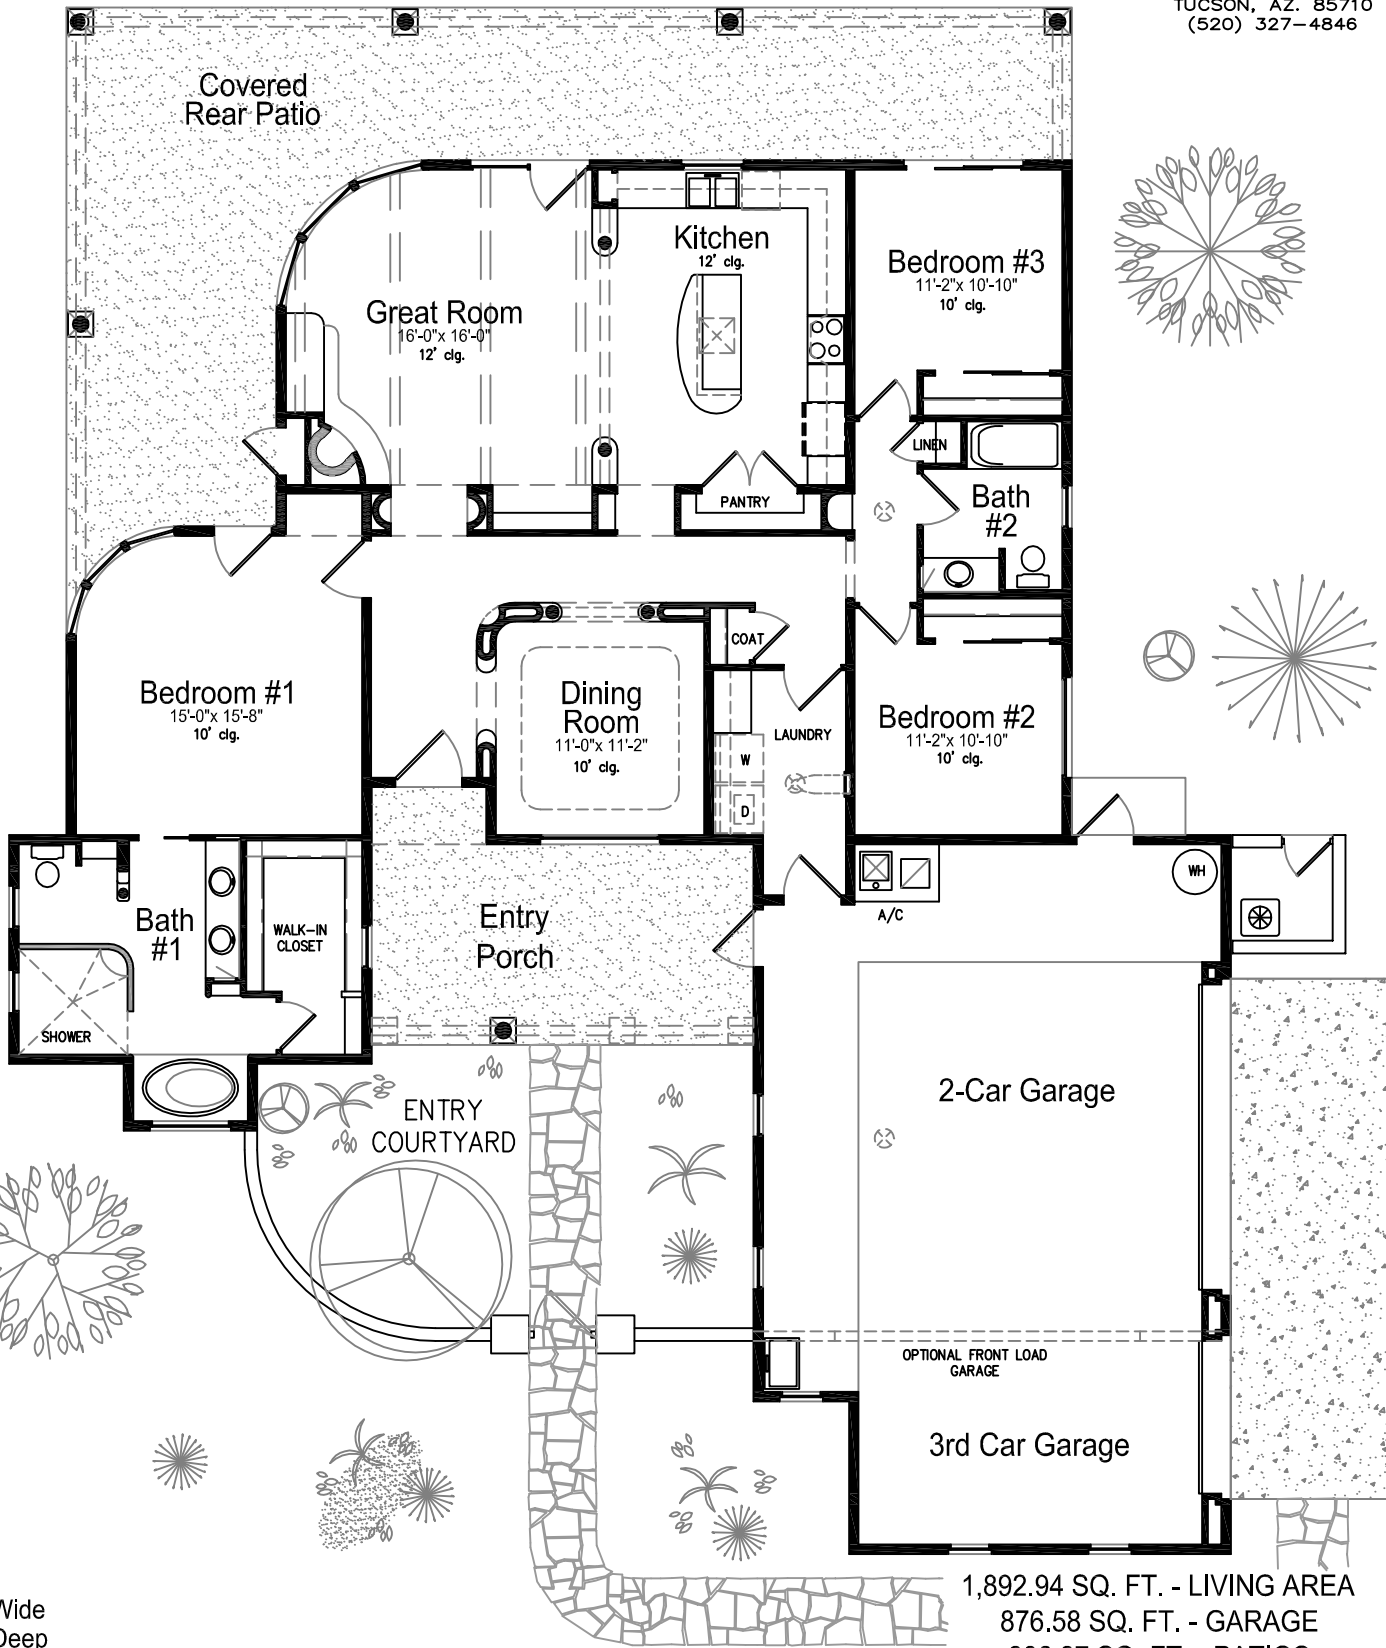 TUCSON, AZ. 85710
(520) 327-4846
Covered
Rear Patio
Kitchen
12' clg.
Bedroom #3
11'-2"x 10'-10"
10' clg.
Great Room
16'-0"x 16'-0"
12' clg.
LINEN
PANTRY
Bath
#2
COAT
Bedroom #1
15'-0"x 15'-8"
10' clg.
Dining
Room
11'-0"x 11'-2"
10' clg.
LAUNDRY
W
D
Bedroom #2
11'-2"x 10'-10"
10' clg.
WH
A/C
Bath
#1
WALK-IN
CLOSET
Entry
Porch
SHOWER
2-Car Garage
ENTRY
COURTYARD
OPTIONAL FRONT LOAD
GARAGE
3rd Car Garage
1,892.94 SQ. FT. - LIVING AREA
876.58 SQ. FT. - GARAGE
SQ. FT. - PATIOS
Wide
Deep